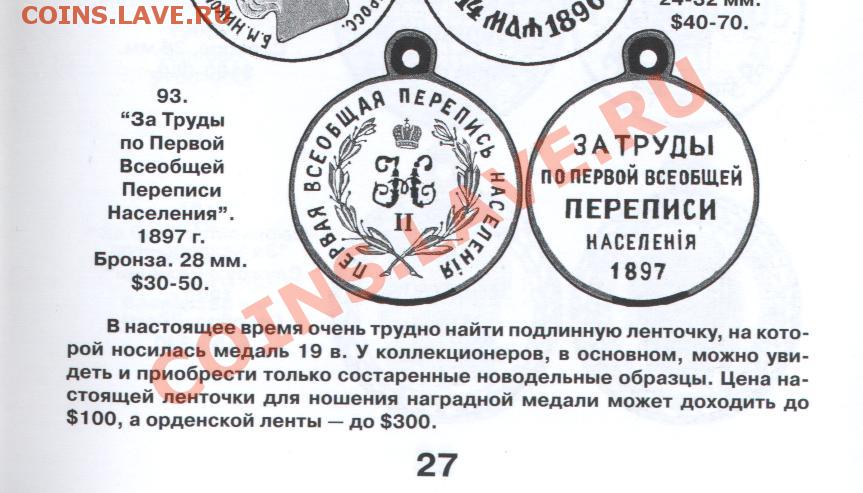 COINS.LAVE.RU
14 МАЯ 1896
24-32 мм.
$40-70.
93.
“За Труды
по Первой
Всеобщей
Переписи
Населения”.
1897 г.
Бронза. 28 мм.
$30-50.
ПЕРВАЯ ВСЕОБЩАЯ ПЕРЕПИСЬ НАСЕЛЕНІЯ
Н
II
ЗА ТРУДЫ
ПО ПЕРВОЙ ВСЕОБЩЕЙ
ПЕРЕПИСИ
НАСЕЛЕНІЯ
1897
COINS.LAVE.RU
В настоящее время очень трудно найти подлинную ленточку, на кото-
рой носилась медаль 19 в. У коллекционеров, в основном, можно уви-
деть и приобрести только состаренные новодельные образцы. Цена на-
стоящей ленточки для ношения наградной медали может доходить до
$100, а орденской ленты — до $300.
27